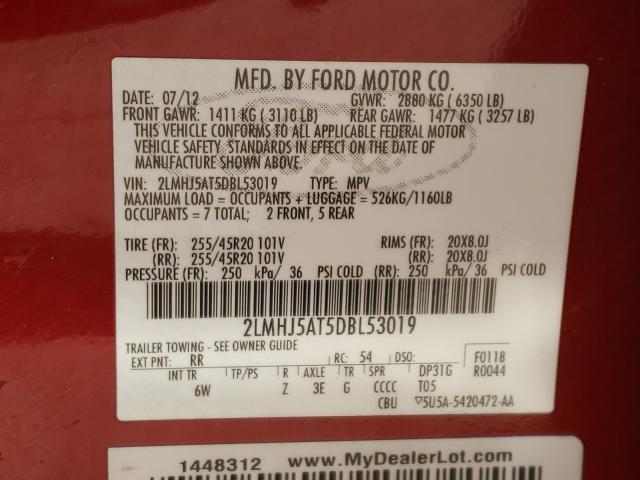 MFD. BY FORD MOTOR CO.
DATE: 07/12 GVWR: 2880 KG ( 6350 LB)
FRONT GAWR: 1411 KG ( 3110 LB) REAR GAWR: 1477 KG ( 3257 LB)
THIS VEHICLE CONFORMS TO ALL APPLICABLE FEDERAL MOTOR
VEHICLE SAFETY STANDARDS IN EFFECT ON THE DATE OF
MANUFACTURE SHOWN ABOVE.
VIN: 2LMHJ5AT5DBL53019 TYPE: MPV
MAXIMUM LOAD = OCCUPANTS + LUGGAGE = 526KG/1160LB
OCCUPANTS = 7 TOTAL; 2 FRONT, 5 REAR
TIRE (FR): 255/45R20 101V RIMS (FR): 20X8.0J
(RR): 255/45R20 101V (RR): 20X8.0J
PRESSURE (FR): 250 kPa/ 36 PSI COLD (RR): 250 kPa/ 36 PSI COLD
2LMHJ5AT5DBL53019
TRAILER TOWING - SEE OWNER GUIDE
EXT PNT: RR RC: 54 DSO: F0118
INT TR TP/PS R AXLE TR SPR DP31G R0044
6W Z 3E G CCCC T05
CBU ▽5U5A-5420472-AA
1448312 www.MyDealerLot.com